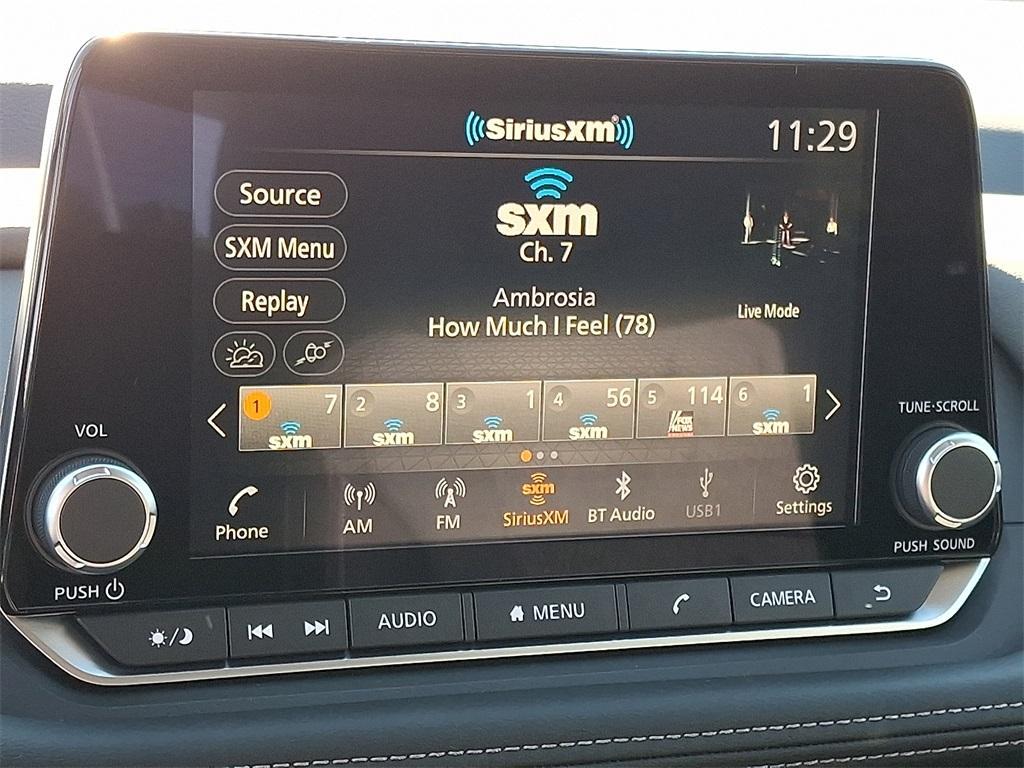 ((SiriusXM))
11:29
Source
SXM Menu
Replay
sxm
Ch. 7
Ambrosia
How Much I Feel (78)
Live Mode
1 7 sxm
2 8 sxm
3 1 sxm
4 56 sxm
5 114 FOX NEWS
6 1 sxm
Phone
AM
FM
sxm
SiriusXM
BT Audio
USB1
Settings
VOL
PUSH
TUNE·SCROLL
PUSH SOUND
AUDIO
MENU
CAMERA